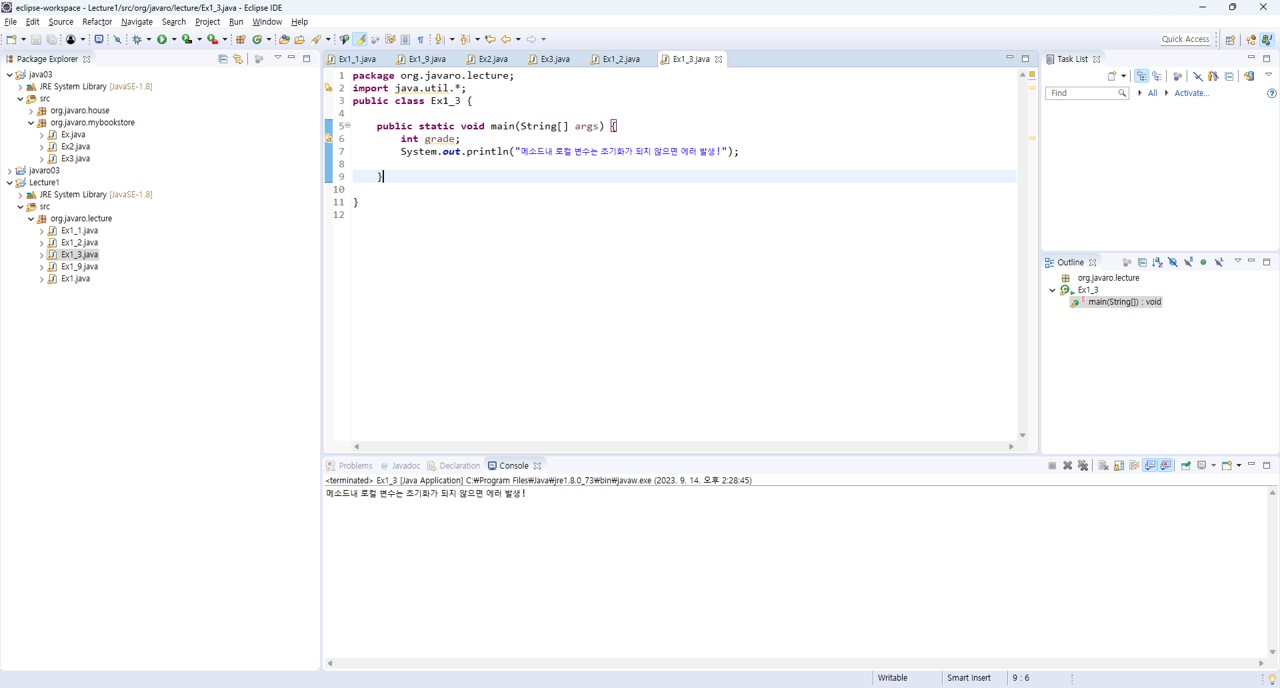 eclipse-workspace - Lecture1/src/org/javaro/lecture/Ex1_3.java - Eclipse IDE
File Edit Source Refactor Navigate Search Project Run Window Help
Quick Access
Package Explorer
java03
JRE System Library [JavaSE-1.8]
src
org.javaro.house
org.javaro.mybookstore
Ex.java
Ex2.java
Ex3.java
javaro03
Lecture1
JRE System Library [JavaSE-1.8]
src
org.javaro.lecture
Ex1_1.java
Ex1_2.java
Ex1_3.java
Ex1_9.java
Ex1.java
Ex1_1.java Ex1_9.java Ex2.java Ex3.java Ex1_2.java Ex1_3.java
1 package org.javaro.lecture;
2 import java.util.*;
3 public class Ex1_3 {
4
5 public static void main(String[] args) {
6 int grade;
7 System.out.println("메소드내 로컬 변수는 초기화가 되지 않으면 에러 발생!");
8
9 }
10
11 }
12
Task List
Find All Activate...
Outline
org.javaro.lecture
Ex1_3
main(String[]) : void
Problems Javadoc Declaration Console
<terminated> Ex1_3 [Java Application] C:₩Program Files₩Java₩jre1.8.0_73₩bin₩javaw.exe (2023. 9. 14. 오후 2:28:45)
메소드내 로컬 변수는 초기화가 되지 않으면 에러 발생!
Writable Smart Insert 9 : 6